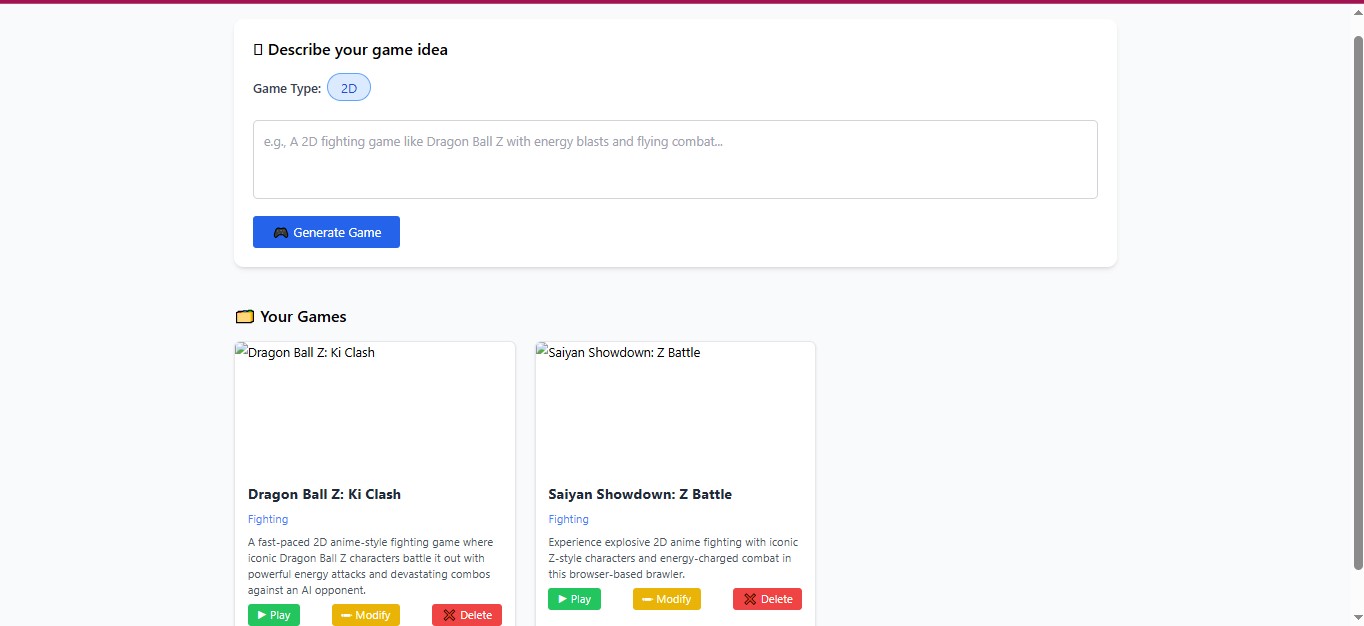 Describe your game idea
Game Type: 2D
e.g., A 2D fighting game like Dragon Ball Z with energy blasts and flying combat...
🎮 Generate Game
Your Games
Dragon Ball Z: Ki Clash
Saiyan Showdown: Z Battle
Dragon Ball Z: Ki Clash
Fighting
A fast-paced 2D anime-style fighting game where
iconic Dragon Ball Z characters battle it out with
powerful energy attacks and devastating combos
against an AI opponent.
Play
Modify
Delete
Saiyan Showdown: Z Battle
Fighting
Experience explosive 2D anime fighting with iconic
Z-style characters and energy-charged combat in
this browser-based brawler.
Play
Modify
Delete